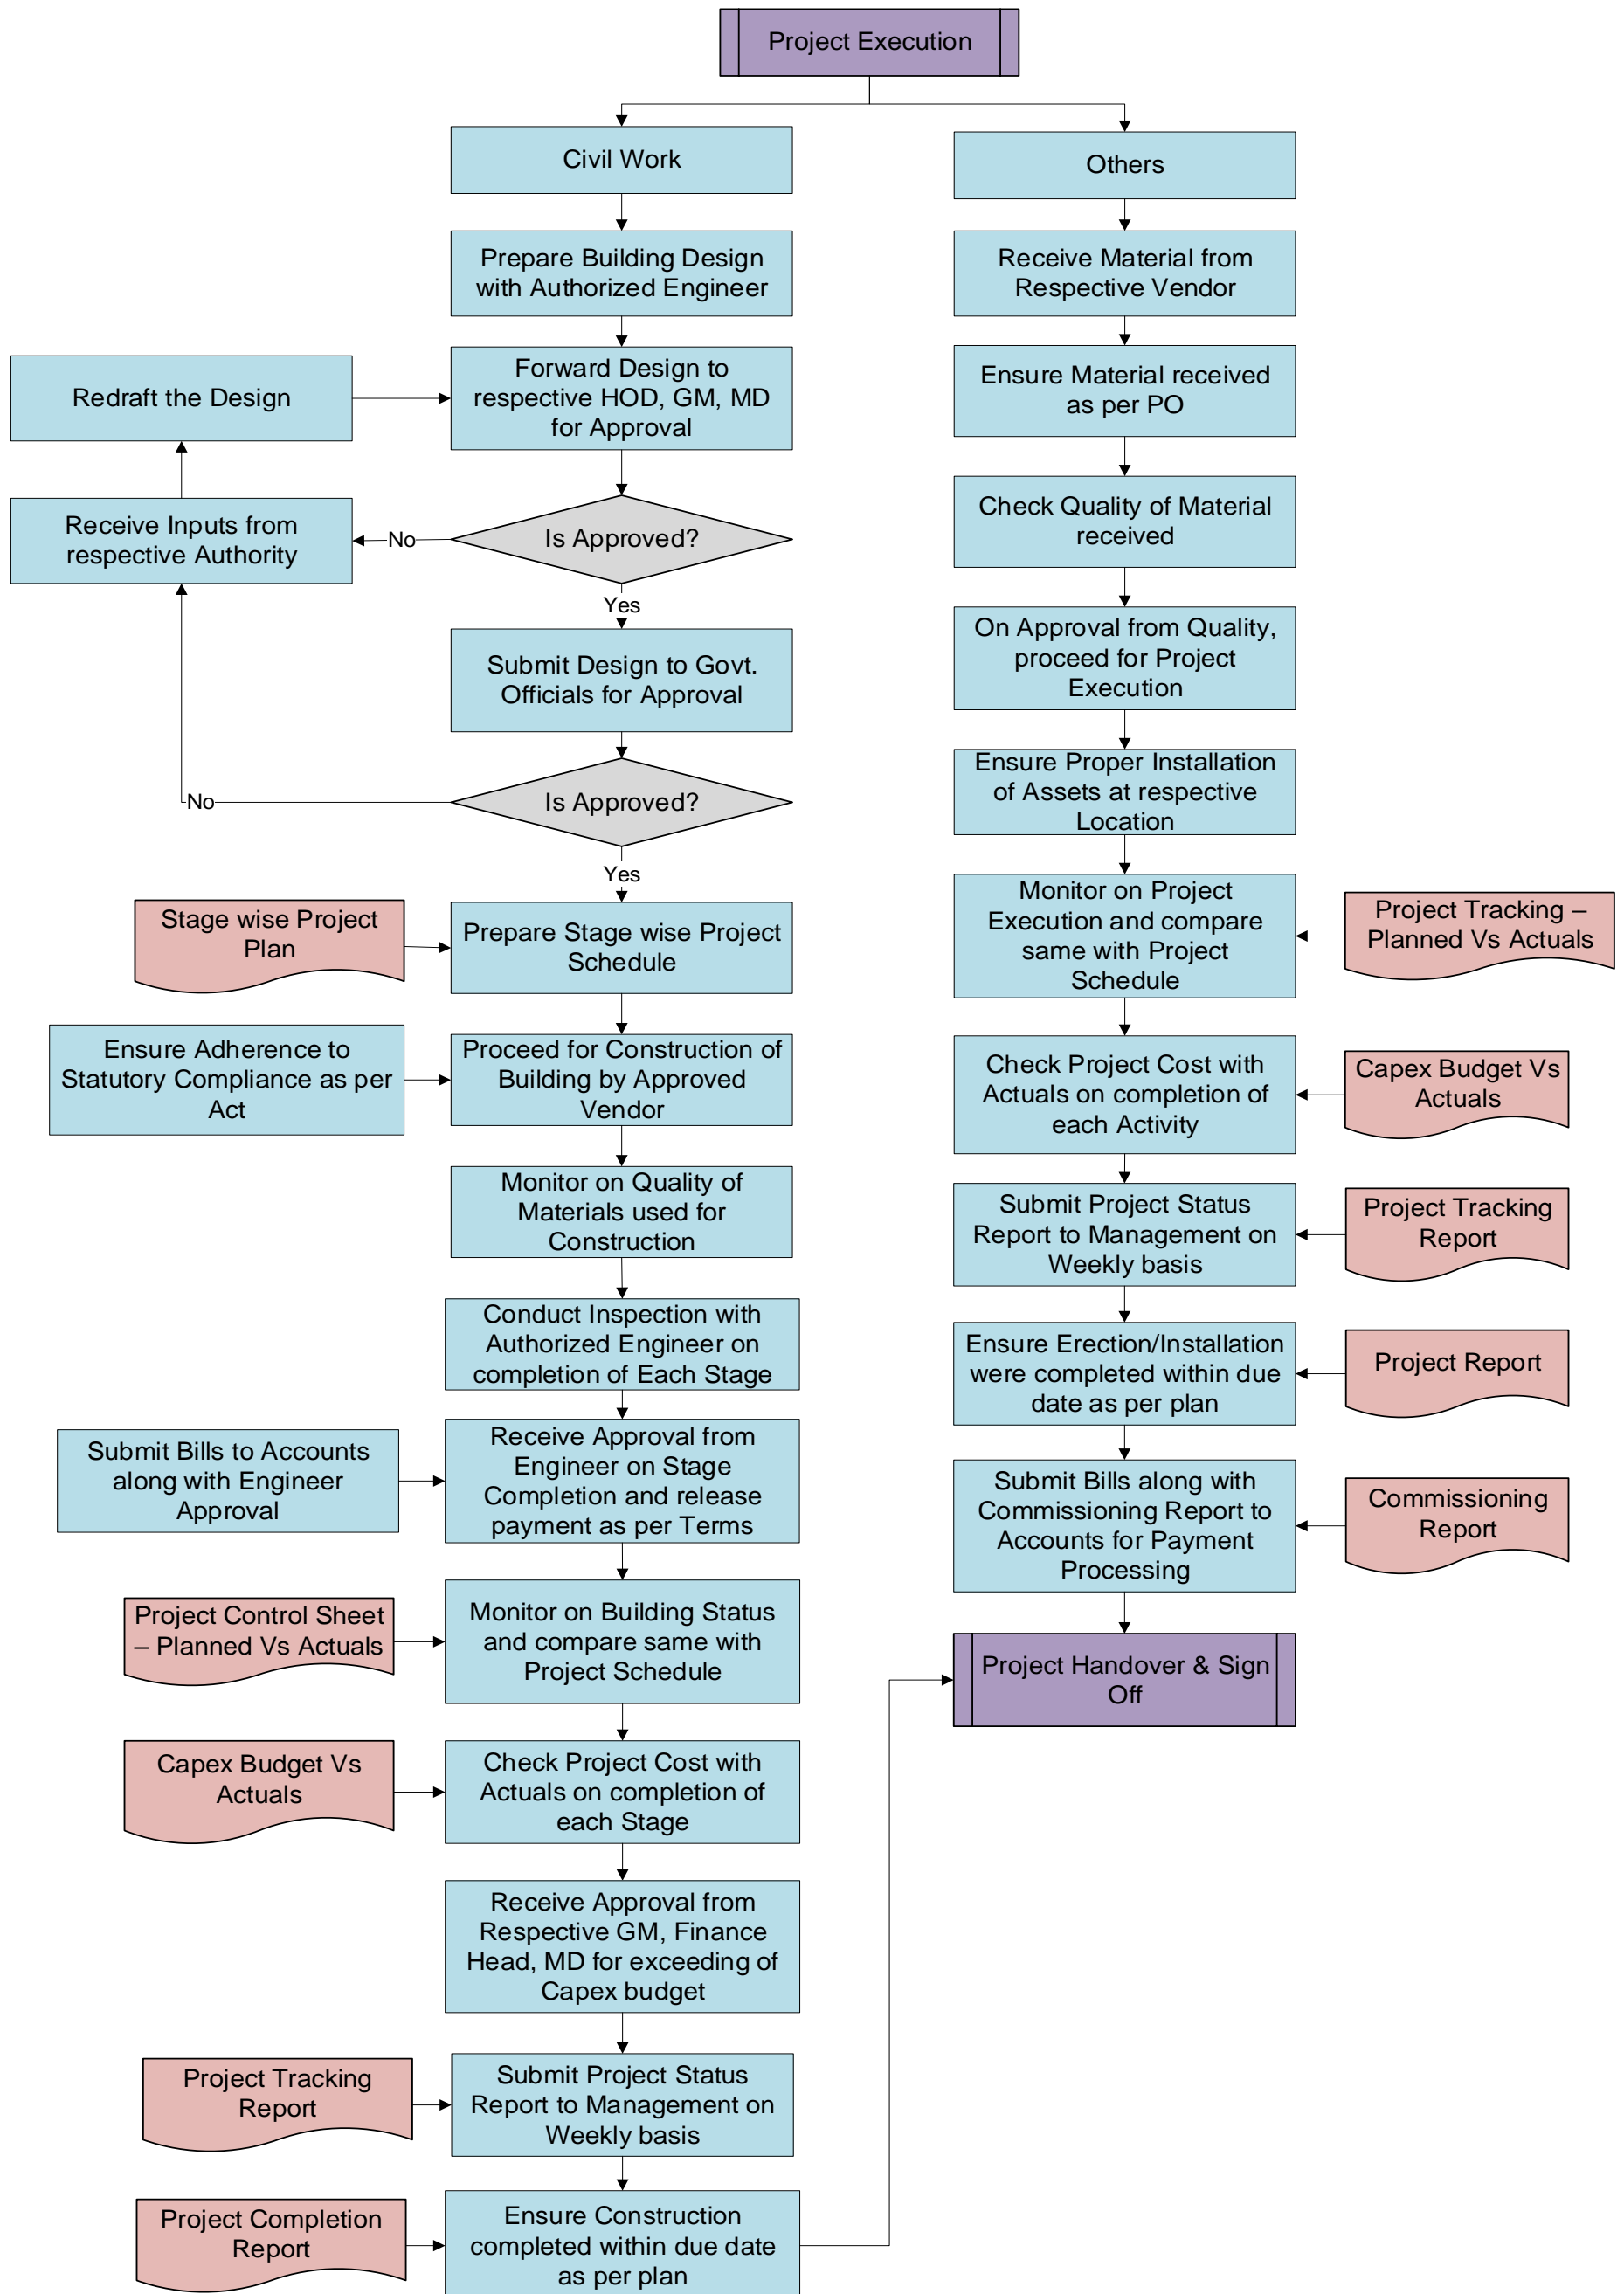 Project Execution
Civil Work
Others
Prepare Building Design
with Authorized Engineer
Receive Material from
Respective Vendor
Redraft the Design
Forward Design to
respective HOD, GM, MD
for Approval
Ensure Material received
as per PO
Receive Inputs from
respective Authority
No
Is Approved?
Check Quality of Material
received
Yes
On Approval from Quality,
proceed for Project
Execution
Submit Design to Govt.
Officials for Approval
Ensure Proper Installation
of Assets at respective
Location
No
Is Approved?
Yes
Stage wise Project
Plan
Prepare Stage wise Project
Schedule
Monitor on Project
Execution and compare
same with Project
Schedule
Project Tracking –
Planned Vs Actuals
Ensure Adherence to
Statutory Compliance as per
Act
Proceed for Construction of
Building by Approved
Vendor
Check Project Cost with
Actuals on completion of
each Activity
Capex Budget Vs
Actuals
Monitor on Quality of
Materials used for
Construction
Submit Project Status
Report to Management on
Weekly basis
Project Tracking
Report
Conduct Inspection with
Authorized Engineer on
completion of Each Stage
Ensure Erection/Installation
were completed within due
date as per plan
Project Report
Submit Bills to Accounts
along with Engineer
Approval
Receive Approval from
Engineer on Stage
Completion and release
payment as per Terms
Submit Bills along with
Commissioning Report to
Accounts for Payment
Processing
Commissioning
Report
Project Control Sheet
– Planned Vs Actuals
Monitor on Building Status
and compare same with
Project Schedule
Project Handover & Sign
Off
Capex Budget Vs
Actuals
Check Project Cost with
Actuals on completion of
each Stage
Receive Approval from
Respective GM, Finance
Head, MD for exceeding of
Capex budget
Project Tracking
Report
Submit Project Status
Report to Management on
Weekly basis
Project Completion
Report
Ensure Construction
completed within due date
as per plan